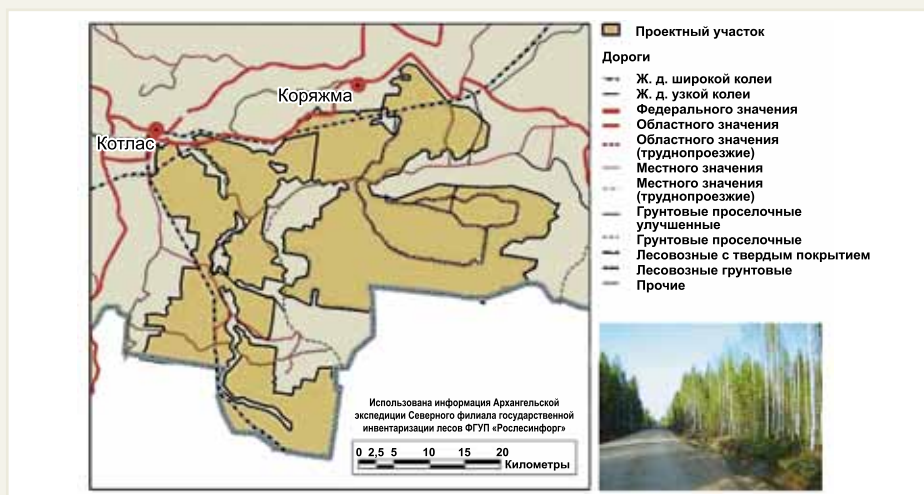 Коряжма
Котлас
Использована информация Архангельской
экспедиции Северного филиала государственной
инвентаризации лесов ФГУП «Рослесинфорг»
0 2,5 5 10 15 20
Километры
Проектный участок
Дороги
Ж. д. широкой колеи
Ж. д. узкой колеи
Федерального значения
Областного значения
Областного значения
(труднопроезжие)
Местного значения
Местного значения
(труднопроезжие)
Грунтовые проселочные
улучшенные
Грунтовые проселочные
Лесовозные с твердым покрытием
Лесовозные грунтовые
Прочие